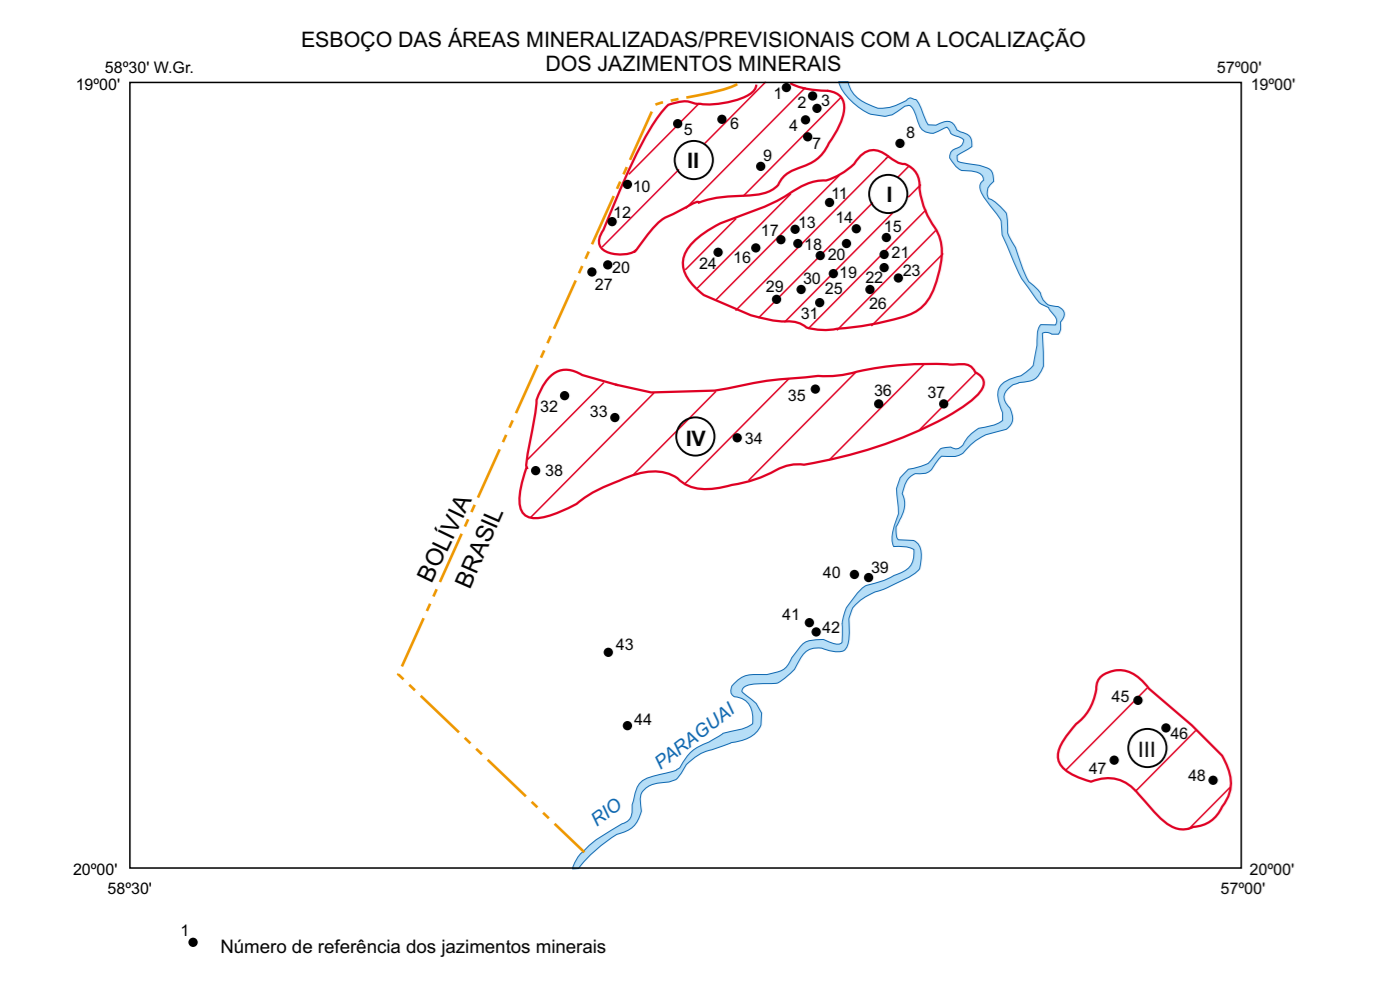 ESBOÇO DAS ÁREAS MINERALIZADAS/PREVISIONAIS COM A LOCALIZAÇÃO
DOS JAZIMENTOS MINERAIS
58º30' W.Gr.
57º00'
19º00'
19º00'
1
2
3
4
5
6
7
8
II
9
10
I
11
12
13
14
15
17
16
18
20
21
24
19
22
23
20
27
30
25
29
31
26
32
33
35
36
37
IV
34
38
BOLÍVIA
BRASIL
40
39
41
42
43
44
45
46
III
47
48
RIO PARAGUAI
20º00'
20º00'
58º30'
57º00'
1
Número de referência dos jazimentos minerais